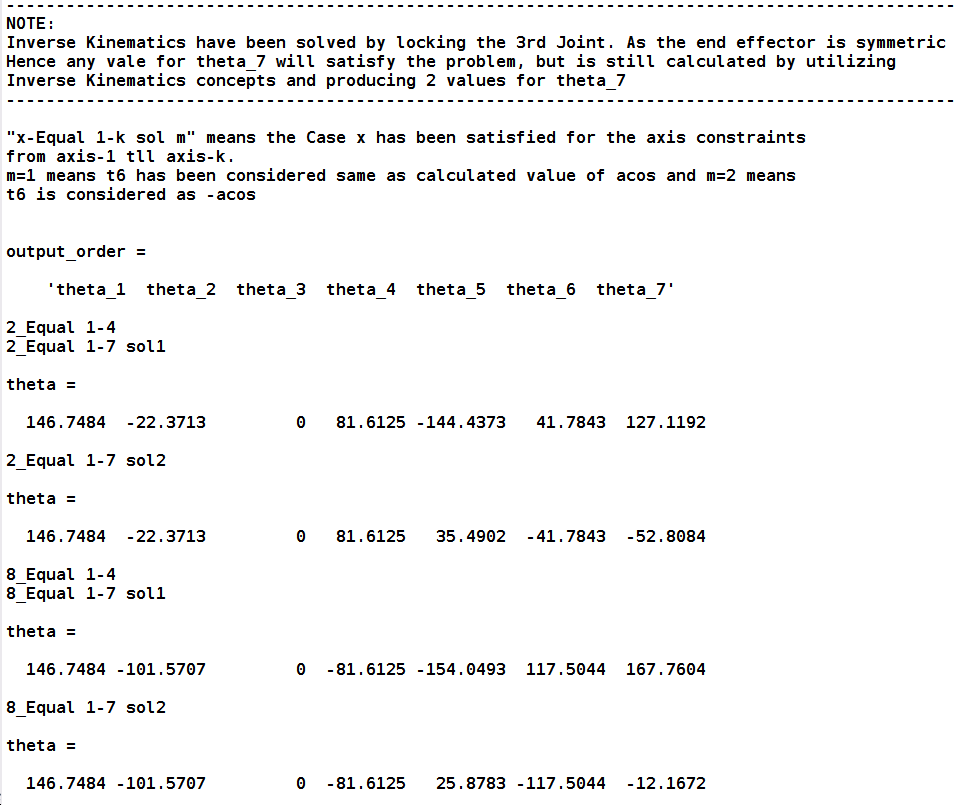 NOTE:
Inverse Kinematics have been solved by locking the 3rd Joint. As the end effector is symmetric
Hence any vale for theta_7 will satisfy the problem, but is still calculated by utilizing
Inverse Kinematics concepts and producing 2 values for theta_7
"x-Equal 1-k sol m" means the Case x has been satisfied for the axis constraints
from axis-1 tll axis-k.
m=1 means t6 has been considered same as calculated value of acos and m=2 means
t6 is considered as -acos
output_order =
'theta_1  theta_2  theta_3  theta_4  theta_5  theta_6  theta_7'
2_Equal 1-4
2_Equal 1-7 sol1
theta =
146.7484  -22.3713         0   81.6125 -144.4373   41.7843  127.1192
2_Equal 1-7 sol2
theta =
146.7484  -22.3713         0   81.6125   35.4902  -41.7843  -52.8084
8_Equal 1-4
8_Equal 1-7 sol1
theta =
146.7484 -101.5707         0  -81.6125 -154.0493  117.5044  167.7604
8_Equal 1-7 sol2
theta =
146.7484 -101.5707         0  -81.6125   25.8783 -117.5044  -12.1672